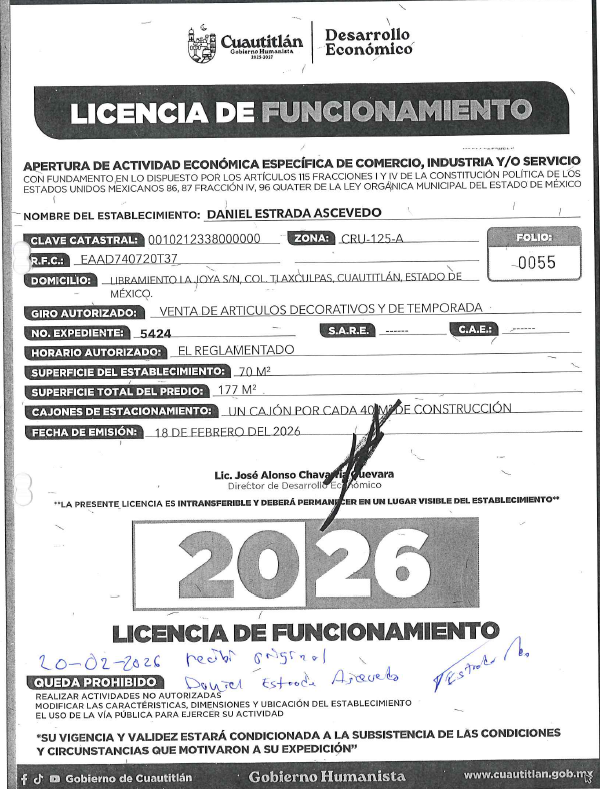 Cuautitlán
Gobierno Humanista
2025-2027
Desarrollo
Económico
LICENCIA DE FUNCIONAMIENTO
APERTURA DE ACTIVIDAD ECONÓMICA ESPECÍFICA DE COMERCIO, INDUSTRIA Y/O SERVICIO
CON FUNDAMENTO EN LO DISPUESTO POR LOS ARTÍCULOS 115 FRACCIONES I Y IV DE LA CONSTITUCIÓN POLÍTICA DE LOS
ESTADOS UNIDOS MEXICANOS 86, 87 FRACCIÓN IV, 96 QUATER DE LA LEY ORGÁNICA MUNICIPAL DEL ESTADO DE MÉXICO
NOMBRE DEL ESTABLECIMIENTO: DANIEL ESTRADA ASCEVEDO
CLAVE CATASTRAL: 0010212338000000 ZONA: CRU-125-A
FOLIO:
0055
R.F.C.: EAAD740720T37
DOMICILIO: LIBRAMIENTO LA JOYA S/N, COL. TLAXCULPAS, CUAUTITLÁN, ESTADO DE
MÉXICO.
GIRO AUTORIZADO: VENTA DE ARTICULOS DECORATIVOS Y DE TEMPORADA
NO. EXPEDIENTE: 5424 S.A.R.E.: ------ C.A.E.: ------
HORARIO AUTORIZADO: EL REGLAMENTADO
SUPERFICIE DEL ESTABLECIMIENTO: 70 M²
SUPERFICIE TOTAL DEL PREDIO: 177 M²
CAJONES DE ESTACIONAMIENTO: UN CAJÓN POR CADA 40 M² DE CONSTRUCCIÓN
FECHA DE EMISIÓN: 18 DE FEBRERO DEL 2026
Lic. José Alonso Chavarría Guevara
Director de Desarrollo Económico
**LA PRESENTE LICENCIA ES INTRANSFERIBLE Y DEBERÁ PERMANECER EN UN LUGAR VISIBLE DEL ESTABLECIMIENTO**
2026
LICENCIA DE FUNCIONAMIENTO
20-02-2026 recibi original
Daniel Estrada Ascevedo
Estrada
QUEDA PROHIBIDO
REALIZAR ACTIVIDADES NO AUTORIZADAS
MODIFICAR LAS CARACTERÍSTICAS, DIMENSIONES Y UBICACIÓN DEL ESTABLECIMIENTO
EL USO DE LA VÍA PÚBLICA PARA EJERCER SU ACTIVIDAD
"SU VIGENCIA Y VALIDEZ ESTARÁ CONDICIONADA A LA SUBSISTENCIA DE LAS CONDICIONES
Y CIRCUNSTANCIAS QUE MOTIVARON A SU EXPEDICIÓN"
Gobierno de Cuautitlán
Gobierno Humanista
www.cuautitlan.gob.mx